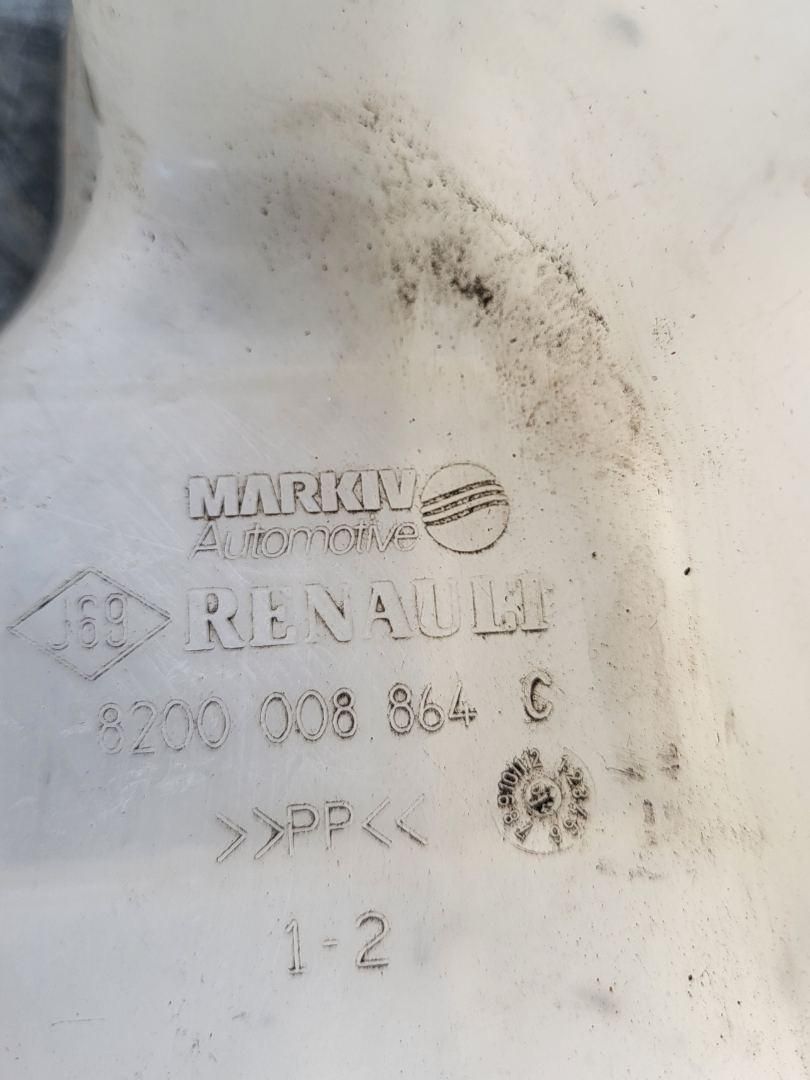 MARKIV
Automotive
J69 RENAULT
8200 008 864 C
>>PP<<
1-2